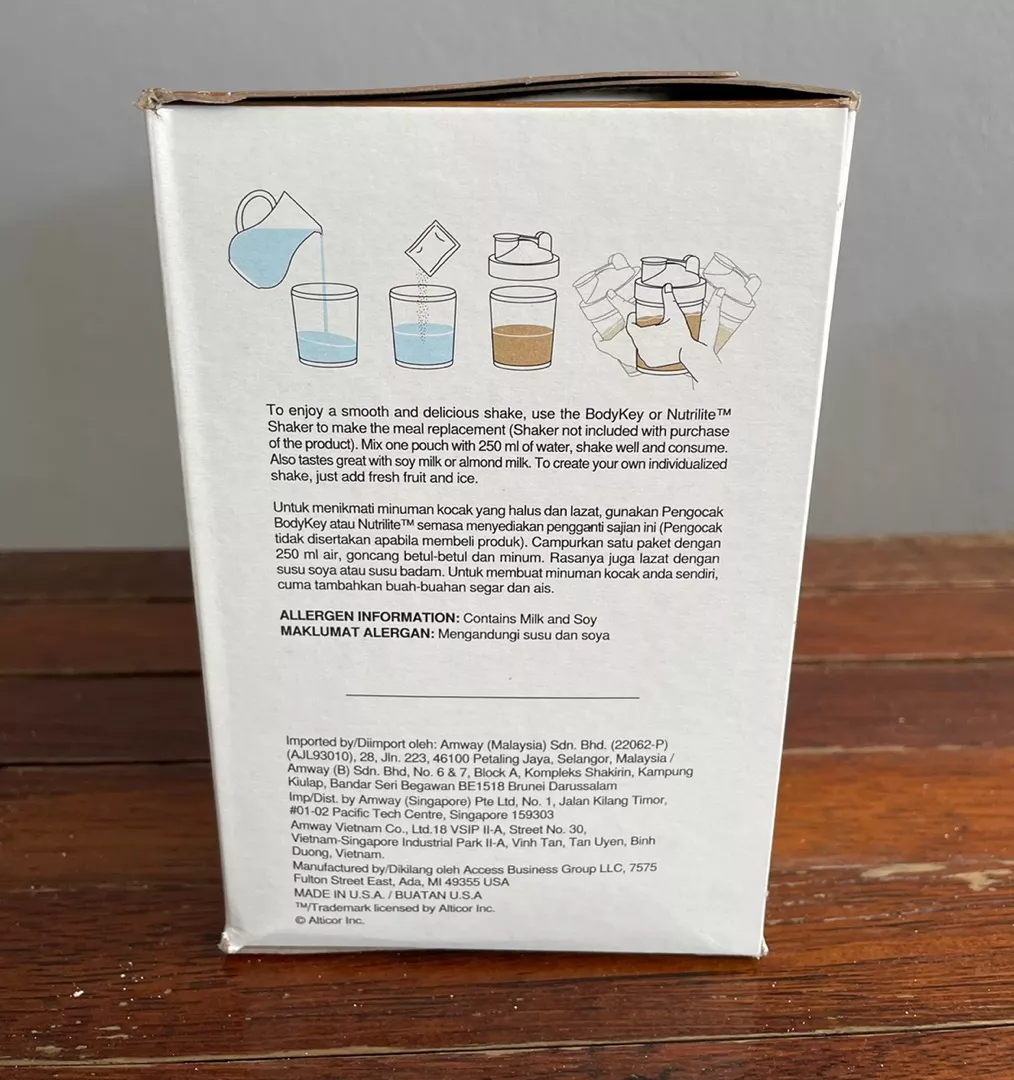 To enjoy a smooth and delicious shake, use the BodyKey or Nutrilite™
Shaker to make the meal replacement (Shaker not included with purchase
of the product). Mix one pouch with 250 ml of water, shake well and consume.
Also tastes great with soy milk or almond milk. To create your own individualized
shake, just add fresh fruit and ice.
Untuk menikmati minuman kocak yang halus dan lazat, gunakan Pengocak
BodyKey atau Nutrilite™ semasa menyediakan pengganti sajian ini (Pengocak
tidak disertakan apabila membeli produk). Campurkan satu paket dengan
250 ml air, goncang betul-betul dan minum. Rasanya juga lazat dengan
susu soya atau susu badam. Untuk membuat minuman kocak anda sendiri,
cuma tambahkan buah-buahan segar dan ais.
ALLERGEN INFORMATION: Contains Milk and Soy
MAKLUMAT ALERGAN: Mengandungi susu dan soya
Imported by/Diimport oleh: Amway (Malaysia) Sdn. Bhd. (22062-P)
(AJL93010), 28, Jln. 223, 46100 Petaling Jaya, Selangor, Malaysia /
Amway (B) Sdn. Bhd, No. 6 & 7, Block A, Kompleks Shakirin, Kampung
Kiulap, Bandar Seri Begawan BE1518 Brunei Darussalam
Imp/Dist. by Amway (Singapore) Pte Ltd, No. 1, Jalan Kilang Timor,
#01-02 Pacific Tech Centre, Singapore 159303
Amway Vietnam Co., Ltd.18 VSIP II-A, Street No. 30,
Vietnam-Singapore Industrial Park II-A, Vinh Tan, Tan Uyen, Binh
Duong, Vietnam.
Manufactured by/Dikilang oleh Access Business Group LLC, 7575
Fulton Street East, Ada, MI 49355 USA
MADE IN U.S.A. / BUATAN U.S.A
™/Trademark licensed by Alticor Inc.
© Alticor Inc.